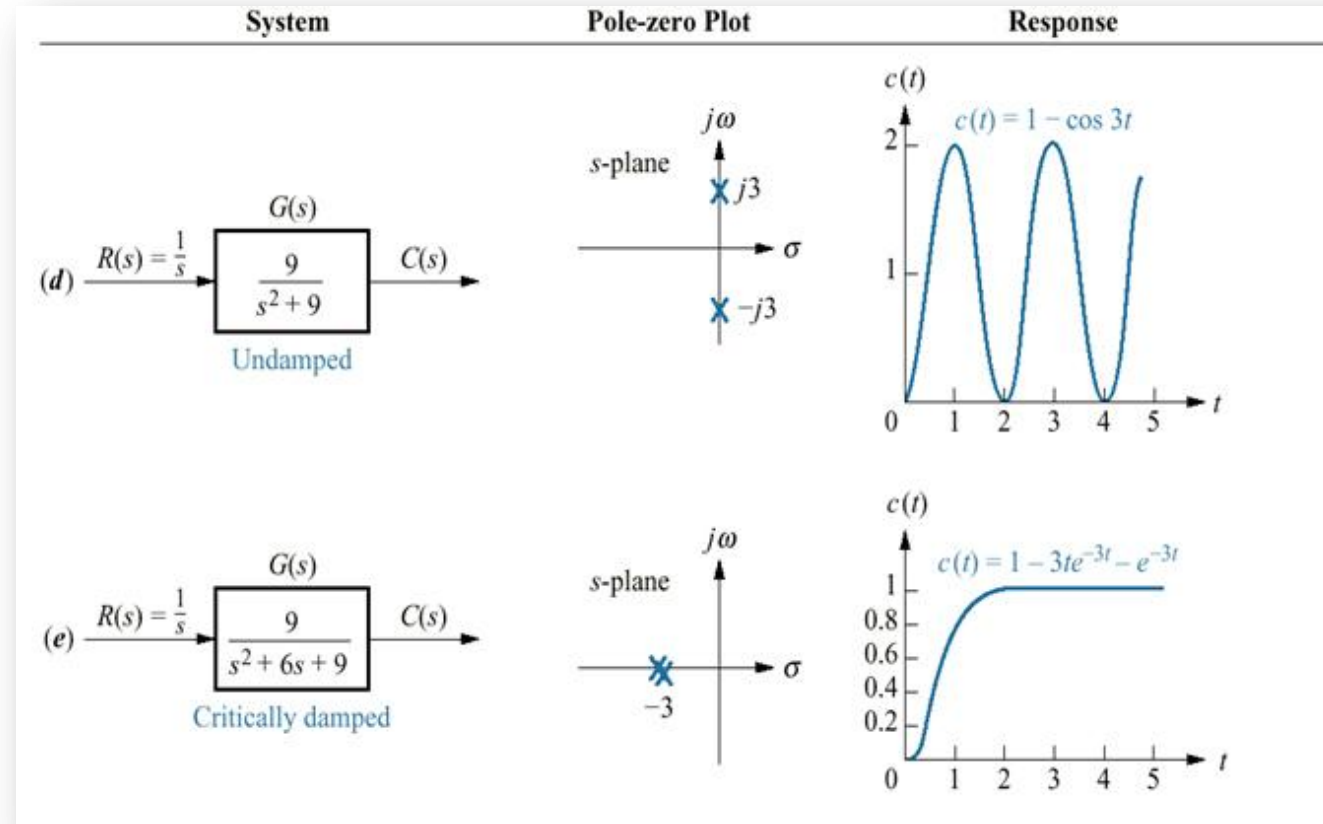 System Pole-zero Plot Response
(d) R(s) = 1/s
G(s)
9
s² + 9
C(s)
Undamped
jω
s-plane
j3
σ
−j3
c(t)
c(t) = 1 − cos 3t
2
1
0 1 2 3 4 5 t
(e) R(s) = 1/s
G(s)
9
s² + 6s + 9
C(s)
Critically damped
jω
s-plane
σ
−3
c(t)
c(t) = 1 − 3te⁻³ᵗ − e⁻³ᵗ
1
0.8
0.6
0.4
0.2
0 1 2 3 4 5 t